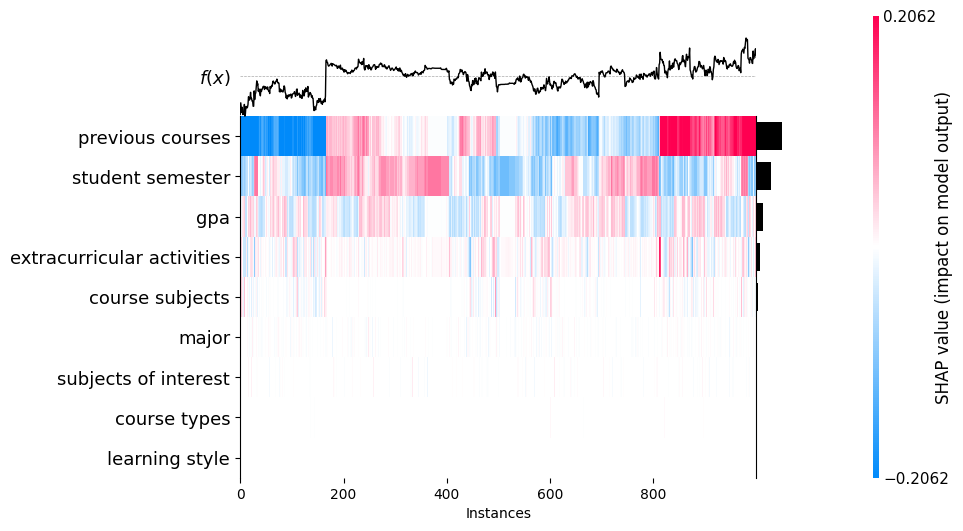 0.2062
f(x)
previous courses
student semester
gpa
extracurricular activities
course subjects
major
subjects of interest
course types
learning style
0 200 400 600 800
Instances
SHAP value (impact on model output)
−0.2062